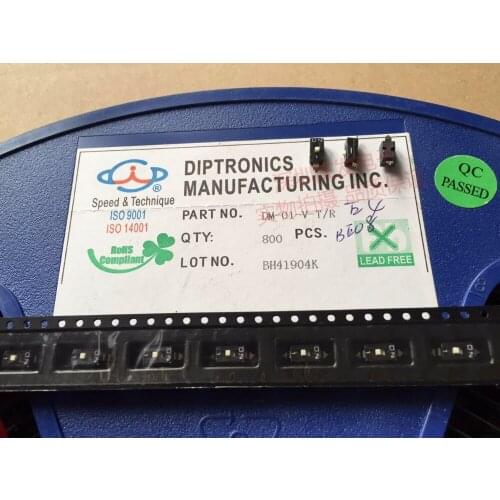 DIPTRONICS
MANUFACTURING INC.
Speed & Technique
ISO 9001
ISO 14001
PART NO. DM-01-V T/R
QTY: 800 PCS.
LOT NO. BH41904K
RoHS
Compliant
LEAD FREE
QC
PASSED